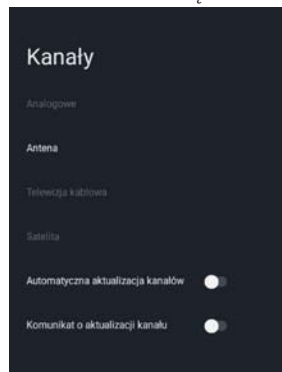 Kanały
Analogowe
Antena
Telewizja kablowa
Satelita
Automatyczna aktualizacja kanałów
Komunikat o aktualizacji kanału